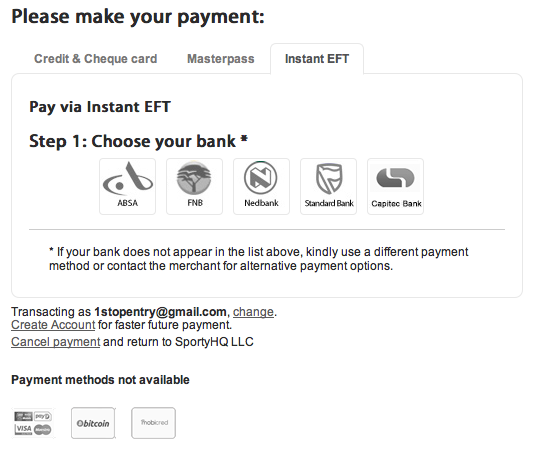 Please make your payment:
Credit & Cheque card Masterpass Instant EFT
Pay via Instant EFT
Step 1: Choose your bank *
ABSA FNB Nedbank Standard Bank Capitec Bank
* If your bank does not appear in the list above, kindly use a different payment
method or contact the merchant for alternative payment options.
Transacting as 1stopentry@gmail.com, change.
Create Account for faster future payment.
Cancel payment and return to SportyHQ LLC
Payment methods not available
VISA bitcoin mobicred